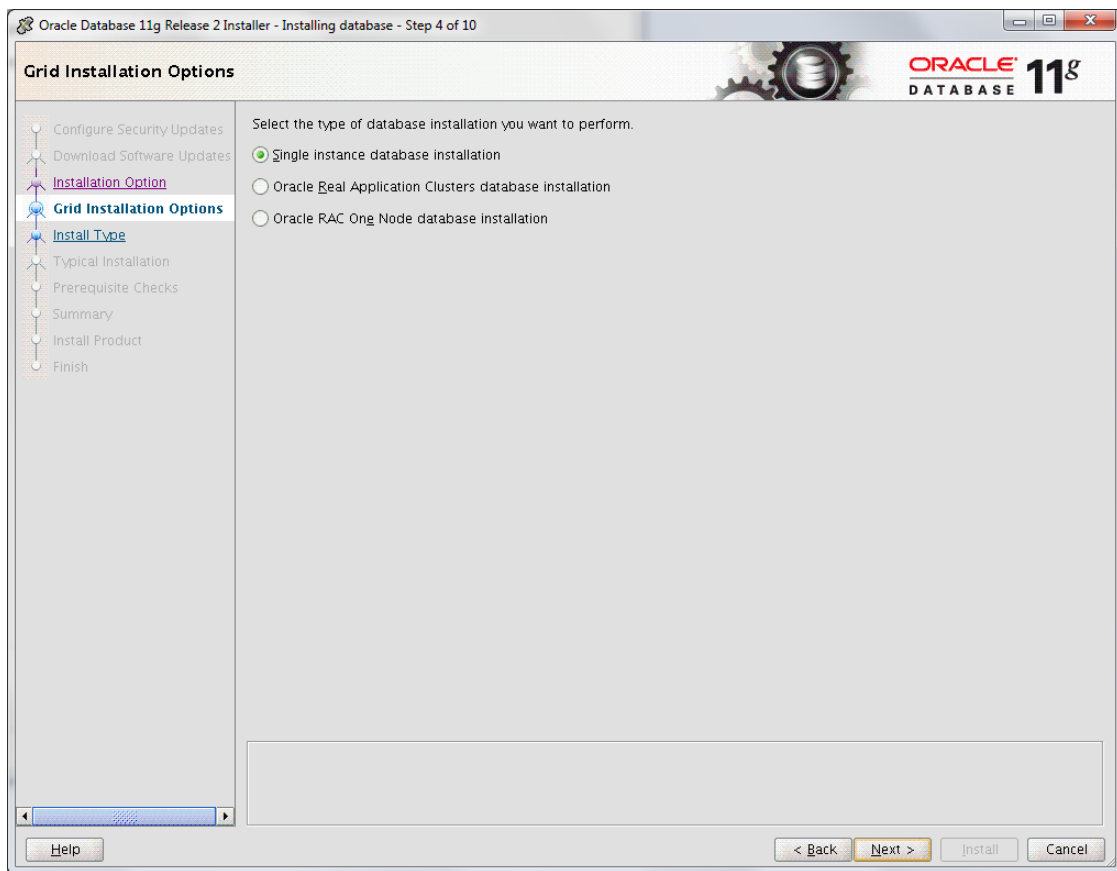 Oracle Database 11g Release 2 Installer - Installing database - Step 4 of 10
Grid Installation Options
ORACLE
DATABASE
11g
Configure Security Updates
Download Software Updates
Installation Option
Grid Installation Options
Install Type
Typical Installation
Prerequisite Checks
Summary
Install Product
Finish
Select the type of database installation you want to perform.
Single instance database installation
Oracle Real Application Clusters database installation
Oracle RAC One Node database installation
Help
< Back
Next >
Install
Cancel